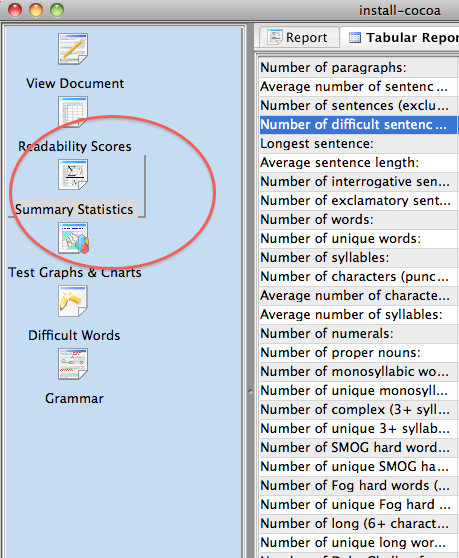 install-cocoa
View Document
Readability Scores
Summary Statistics
Test Graphs & Charts
Difficult Words
Grammar
Report
Tabular Repor
Number of paragraphs:
Average number of sentenc...
Number of sentences (exclu...
Number of difficult sentenc...
Longest sentence:
Average sentence length:
Number of interrogative sen...
Number of exclamatory sent...
Number of words:
Number of unique words:
Number of syllables:
Number of characters (punc...
Average number of characte...
Average number of syllables:
Number of numerals:
Number of proper nouns:
Number of monosyllabic wo...
Number of unique monosyll...
Number of complex (3+ syll...
Number of unique 3+ syllab...
Number of SMOG hard word...
Number of unique SMOG ha...
Number of Fog hard words (...
Number of unique Fog hard ...
Number of long (6+ charact...
Number of unique long wor...